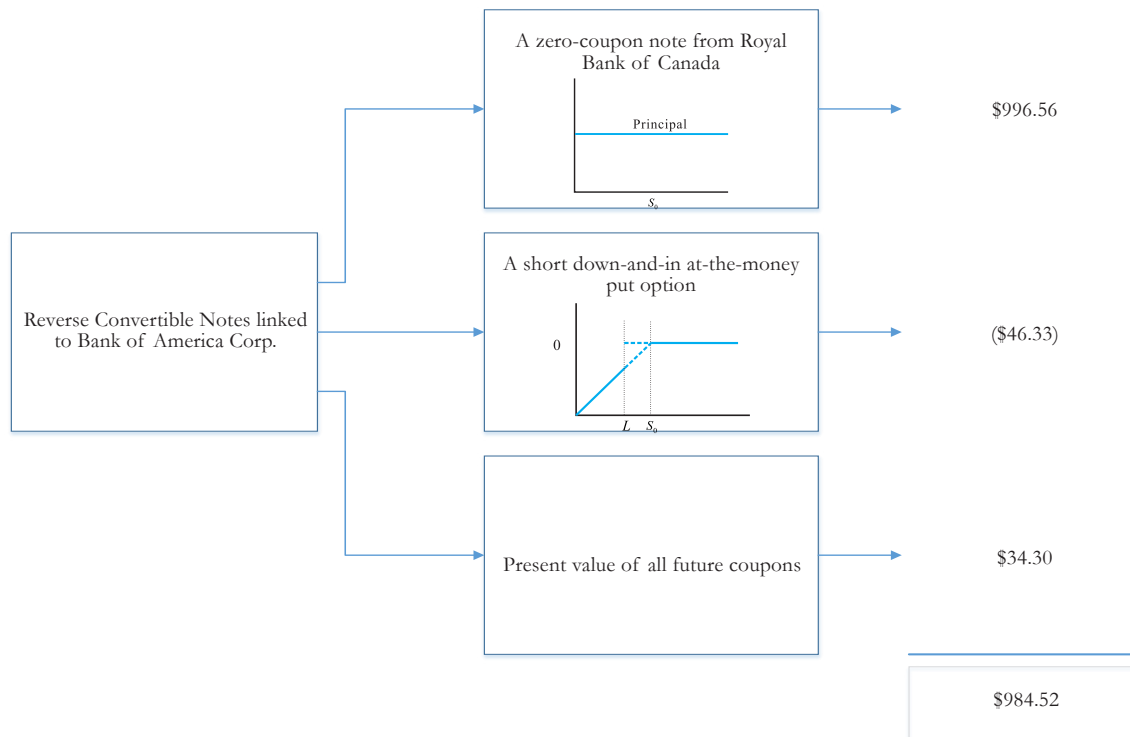 A zero-coupon note from Royal
Bank of Canada
Principal
S₀
$996.56
Reverse Convertible Notes linked
to Bank of America Corp.
A short down-and-in at-the-money
put option
0
L S₀
($46.33)
Present value of all future coupons
$34.30
$984.52